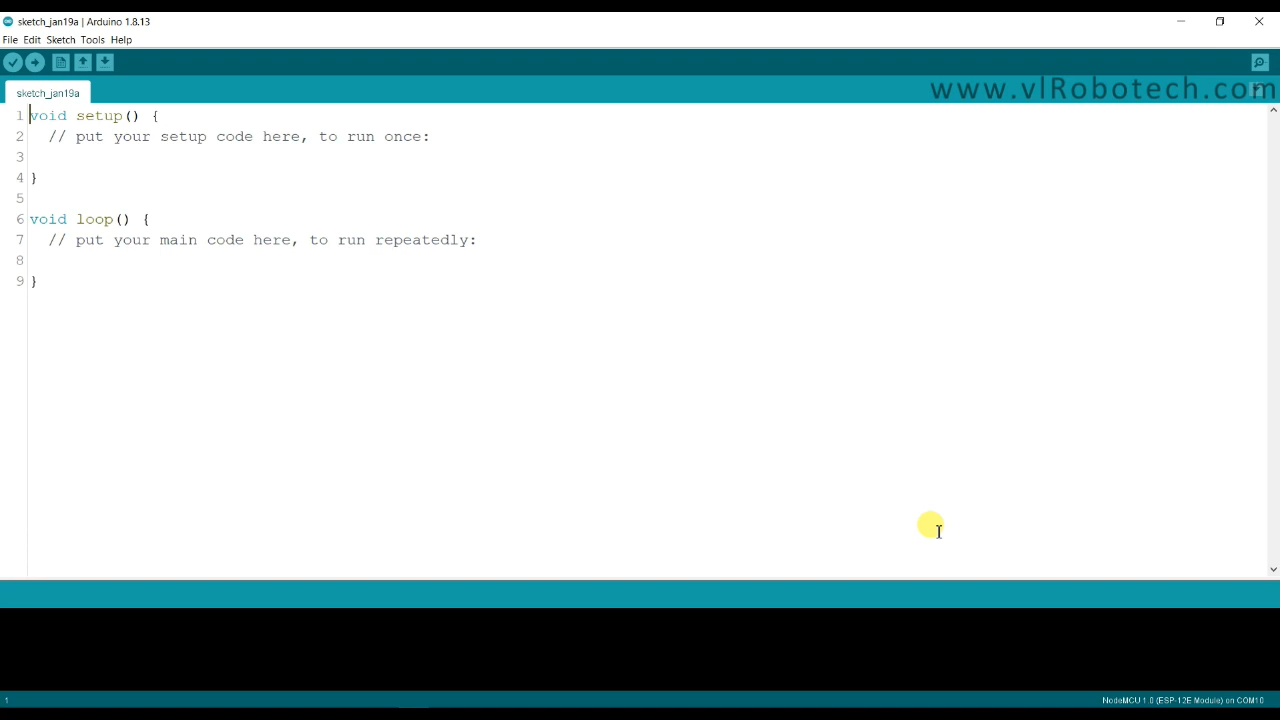 sketch_jan19a | Arduino 1.8.13
File Edit Sketch Tools Help
sketch_jan19a
www.vlRobotech.com
1 void setup() {
2 // put your setup code here, to run once:
3
4 }
5
6 void loop() {
7 // put your main code here, to run repeatedly:
8
9 }
1
NodeMCU 1.0 (ESP-12E Module) on COM10